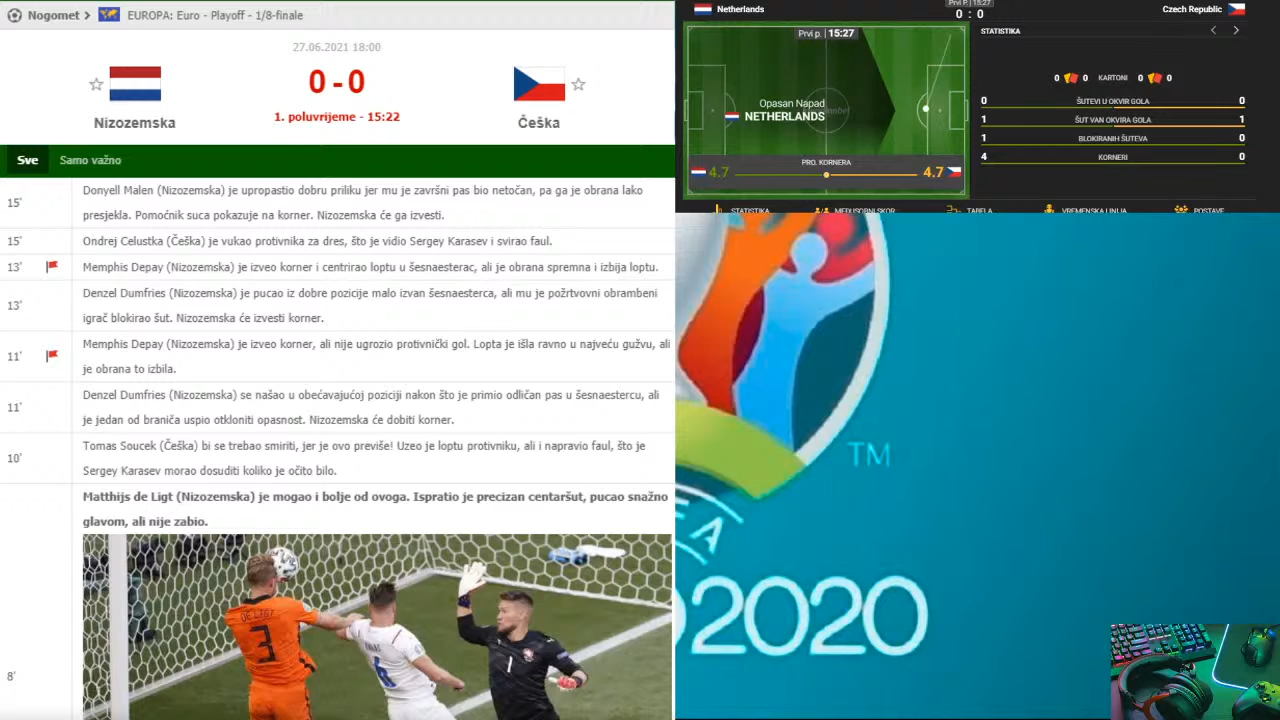 Nogomet > EUROPA: Euro - Playoff - 1/8-finale
27.06.2021 18:00
0 - 0
Nizozemska
1. poluvrijeme - 15:22
Češka
Sve Samo važno
15' Donyell Malen (Nizozemska) je upropastio dobru priliku jer mu je završni pas bio netočan, pa ga je obrana lako
presjekla. Pomoćnik suca pokazuje na korner. Nizozemska će ga izvesti.
15' Ondrej Celustka (Češka) je vukao protivnika za dres, što je vidio Sergey Karasev i svirao faul.
13' Memphis Depay (Nizozemska) je izveo korner i centrirao loptu u šesnaesterac, ali je obrana spremna i izbija loptu.
13' Denzel Dumfries (Nizozemska) je pucao iz dobre pozicije malo izvan šesnaesterca, ali mu je požrtvovni obrambeni
igrač blokirao šut. Nizozemska će izvesti korner.
11' Memphis Depay (Nizozemska) je izveo korner, ali nije ugrozio protivnički gol. Lopta je išla ravno u najveću gužvu, ali
je obrana to izbila.
11' Denzel Dumfries (Nizozemska) se našao u obećavajućoj poziciji nakon što je primio odličan pas u šesnaestercu, ali
je jedan od braniča uspio otkloniti opasnost. Nizozemska će dobiti korner.
10' Tomas Soucek (Češka) bi se trebao smiriti, jer je ovo previše! Uzeo je loptu protivniku, ali i napravio faul, što je
Sergey Karasev morao dosuditi koliko je očito bilo.
Matthijs de Ligt (Nizozemska) je mogao i bolje od ovoga. Ispratio je precizan centaršut, pucao snažno
glavom, ali nije zabio.
8'
DE LIGT
3
1
Netherlands
Prvi p. | 15:27
0 : 0
Czech Republic
Prvi p. | 15:27
Opasan Napad
NETHERLANDS
PRO. KORNERA
4.7 4.7
STATISTIKA
0 0 KARTONI 0 0
0 ŠUTEVI U OKVIR GOLA 0
1 ŠUT VAN OKVIRA GOLA 1
1 BLOKIRANIH ŠUTEVA 0
4 KORNERI 0
STATISTIKA MEĐUSOBNI SKOR TABELA VREMENSKA LINIJA POSTAVE
TM
EA
2020